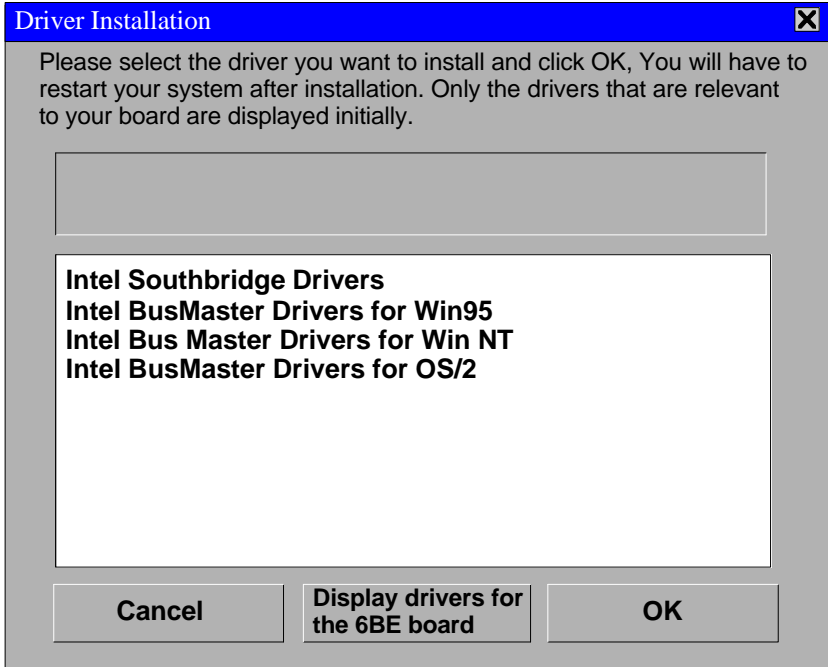 Driver Installation
Please select the driver you want to install and click OK, You will have to
restart your system after installation. Only the drivers that are relevant
to your board are displayed initially.
Intel Southbridge Drivers
Intel BusMaster Drivers for Win95
Intel Bus Master Drivers for Win NT
Intel BusMaster Drivers for OS/2
Cancel
Display drivers for
the 6BE board
OK